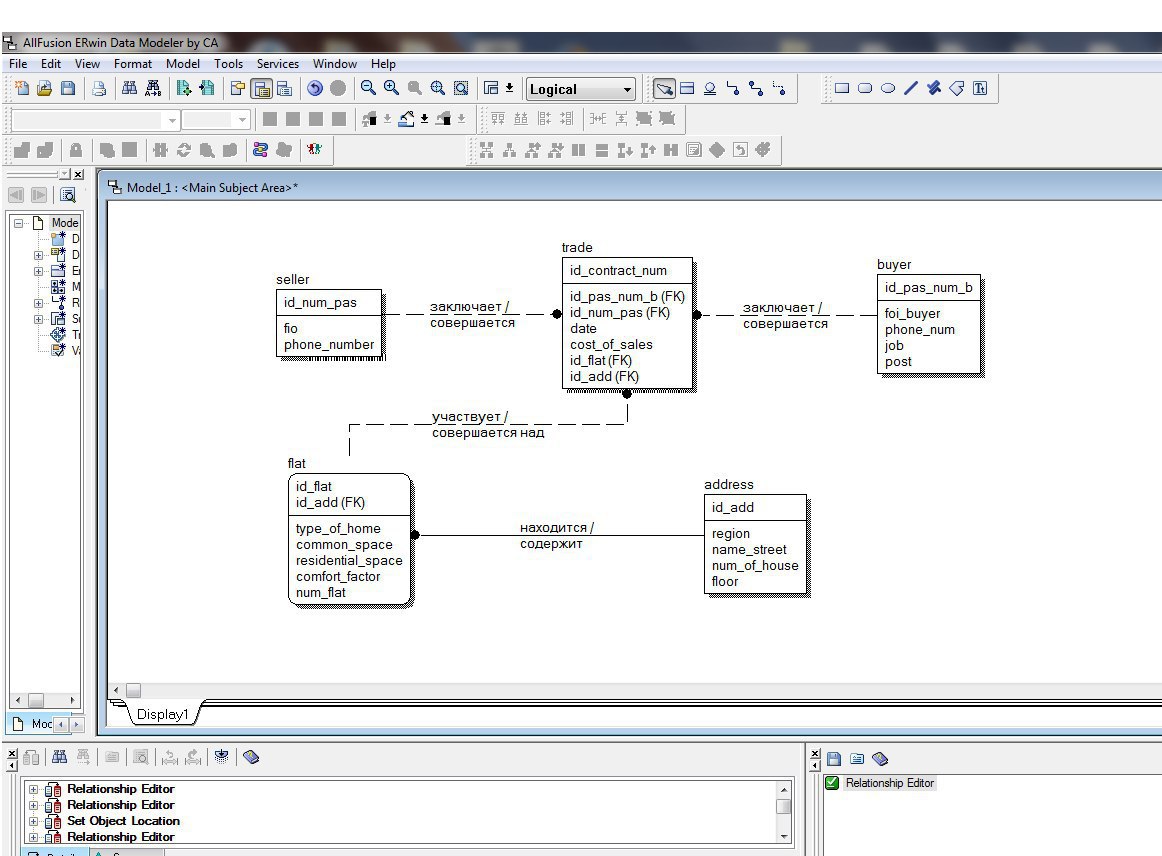 AllFusion ERwin Data Modeler by CA
File Edit View Format Model Tools Services Window Help
Logical
Model_1 : <Main Subject Area>*
Mode
D
D
E
M
R
S
T
V
trade
id_contract_num
id_pas_num_b (FK)
id_num_pas (FK)
date
cost_of_sales
id_flat (FK)
id_add (FK)
buyer
id_pas_num_b
foi_buyer
phone_num
job
post
seller
id_num_pas
fio
phone_number
заключает /
совершается
заключает /
совершается
участвует /
совершается над
flat
id_flat
id_add (FK)
type_of_home
common_space
residential_space
comfort_factor
num_flat
address
id_add
region
name_street
num_of_house
floor
находится /
содержит
Display1
Moc
Relationship Editor
Relationship Editor
Set Object Location
Relationship Editor
Relationship Editor